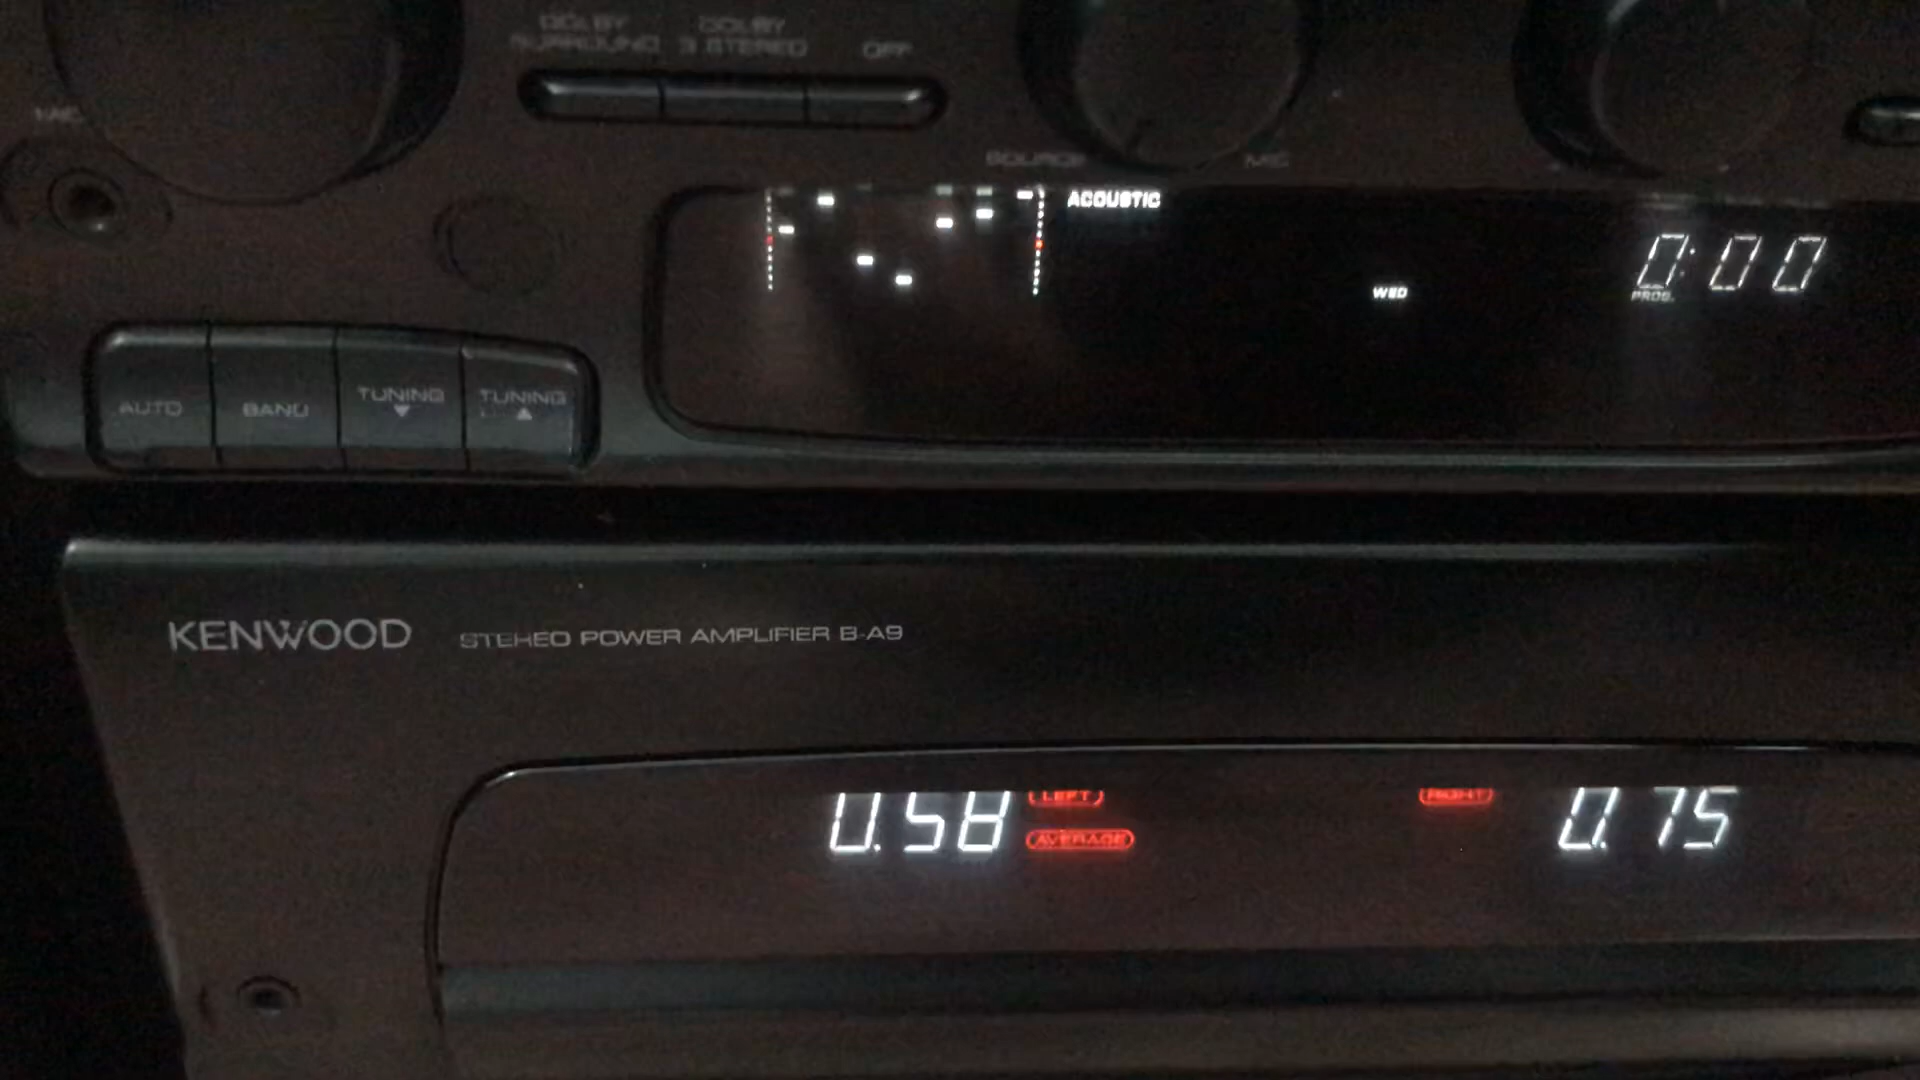 DOLBY SURROUND
DOLBY 3 STEREO
OFF
SOURCE
MIC
ACOUSTIC
WED
0:00
PROG.
AUTO
BAND
TUNING
TUNING
KENWOOD
STEREO POWER AMPLIFIER B-A9
0.58
LEFT
AVERAGE
RIGHT
0.75